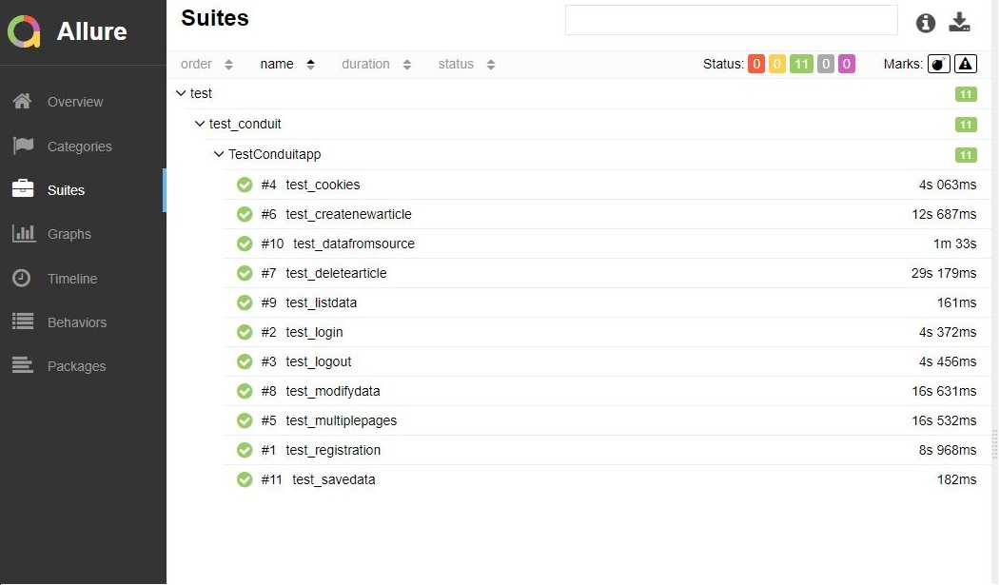 Allure
Suites
order name duration status Status: 0 0 11 0 0 Marks:
Overview
Categories
Suites
Graphs
Timeline
Behaviors
Packages
test 11
test_conduit 11
TestConduitapp 11
#4 test_cookies 4s 063ms
#6 test_createnewarticle 12s 687ms
#10 test_datafromsource 1m 33s
#7 test_deletearticle 29s 179ms
#9 test_listdata 161ms
#2 test_login 4s 372ms
#3 test_logout 4s 456ms
#8 test_modifydata 16s 631ms
#5 test_multiplepages 16s 532ms
#1 test_registration 8s 968ms
#11 test_savedata 182ms